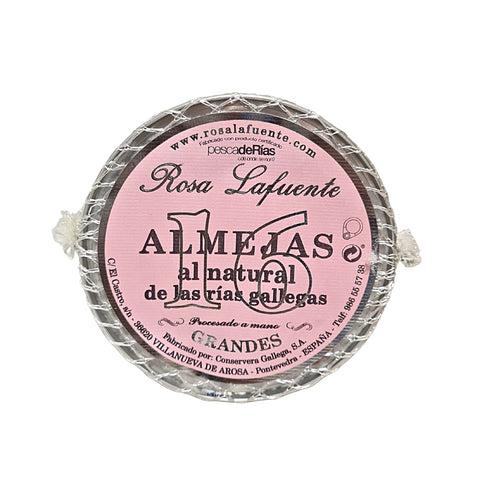 www.rosalafuente.com
Fabricado con producto certificado
pescadeRías
Rosa Lafuente
16
ALMEJAS
al natural
de las rías gallegas
Procesado a mano
GRANDES
Fabricado por: Conservera Gallega, S.A.
C/ El Castro, s/n - 36620 VILLANUEVA DE AROSA - Pontevedra - ESPAÑA - Telf: 986 55 57 38